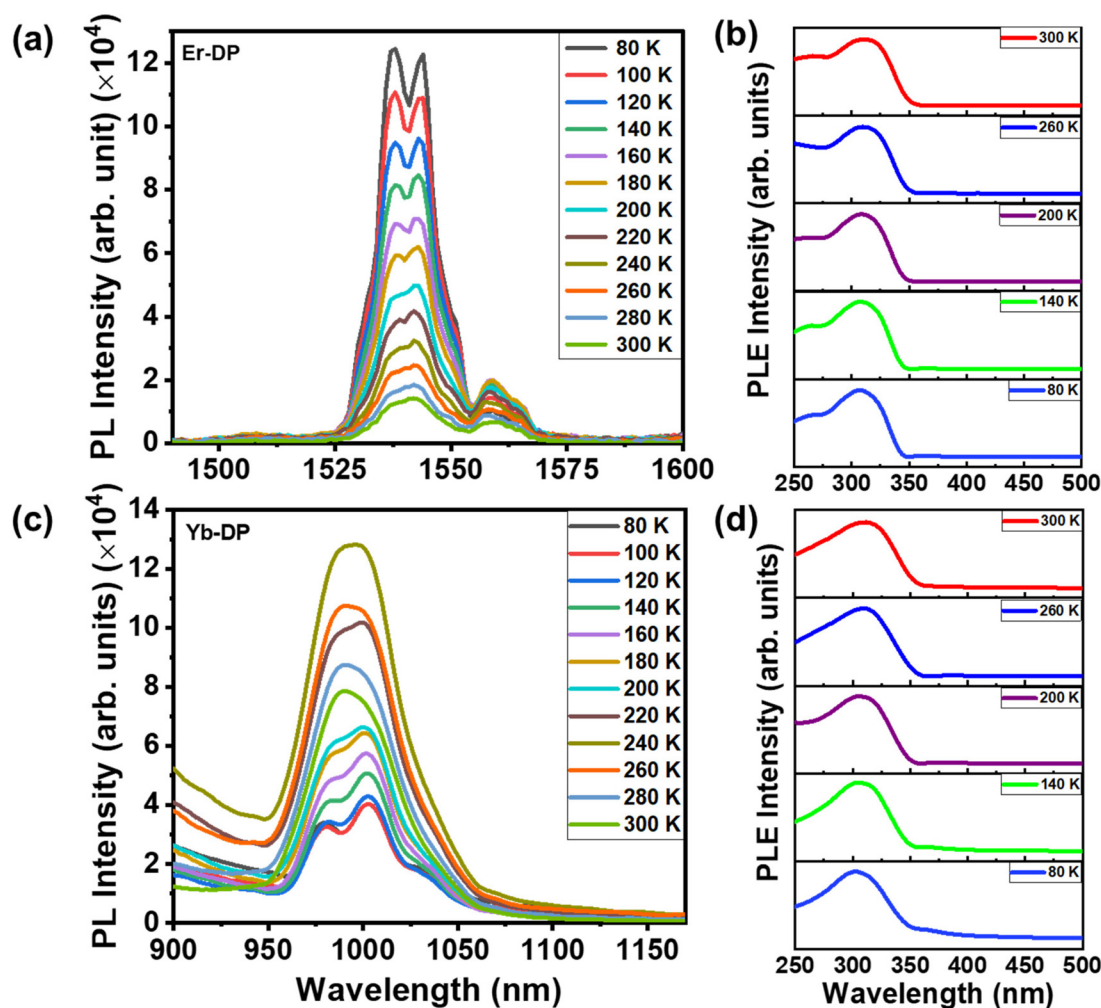 (a)
Er-DP
PL Intensity (arb. unit) (×10⁴)
12
10
8
6
4
2
0
1500
1525
1550
1575
1600
80 K
100 K
120 K
140 K
160 K
180 K
200 K
220 K
240 K
260 K
280 K
300 K
(b)
PLE Intensity (arb. units)
300 K
260 K
200 K
140 K
80 K
250 300 350 400 450 500
(c)
Yb-DP
PL Intensity (arb. units) (×10⁴)
14
12
10
8
6
4
2
0
900 950 1000 1050 1100 1150
Wavelength (nm)
80 K
100 K
120 K
140 K
160 K
180 K
200 K
220 K
240 K
260 K
280 K
300 K
(d)
PLE Intensity (arb. units)
300 K
260 K
200 K
140 K
80 K
250 300 350 400 450 500
Wavelength (nm)